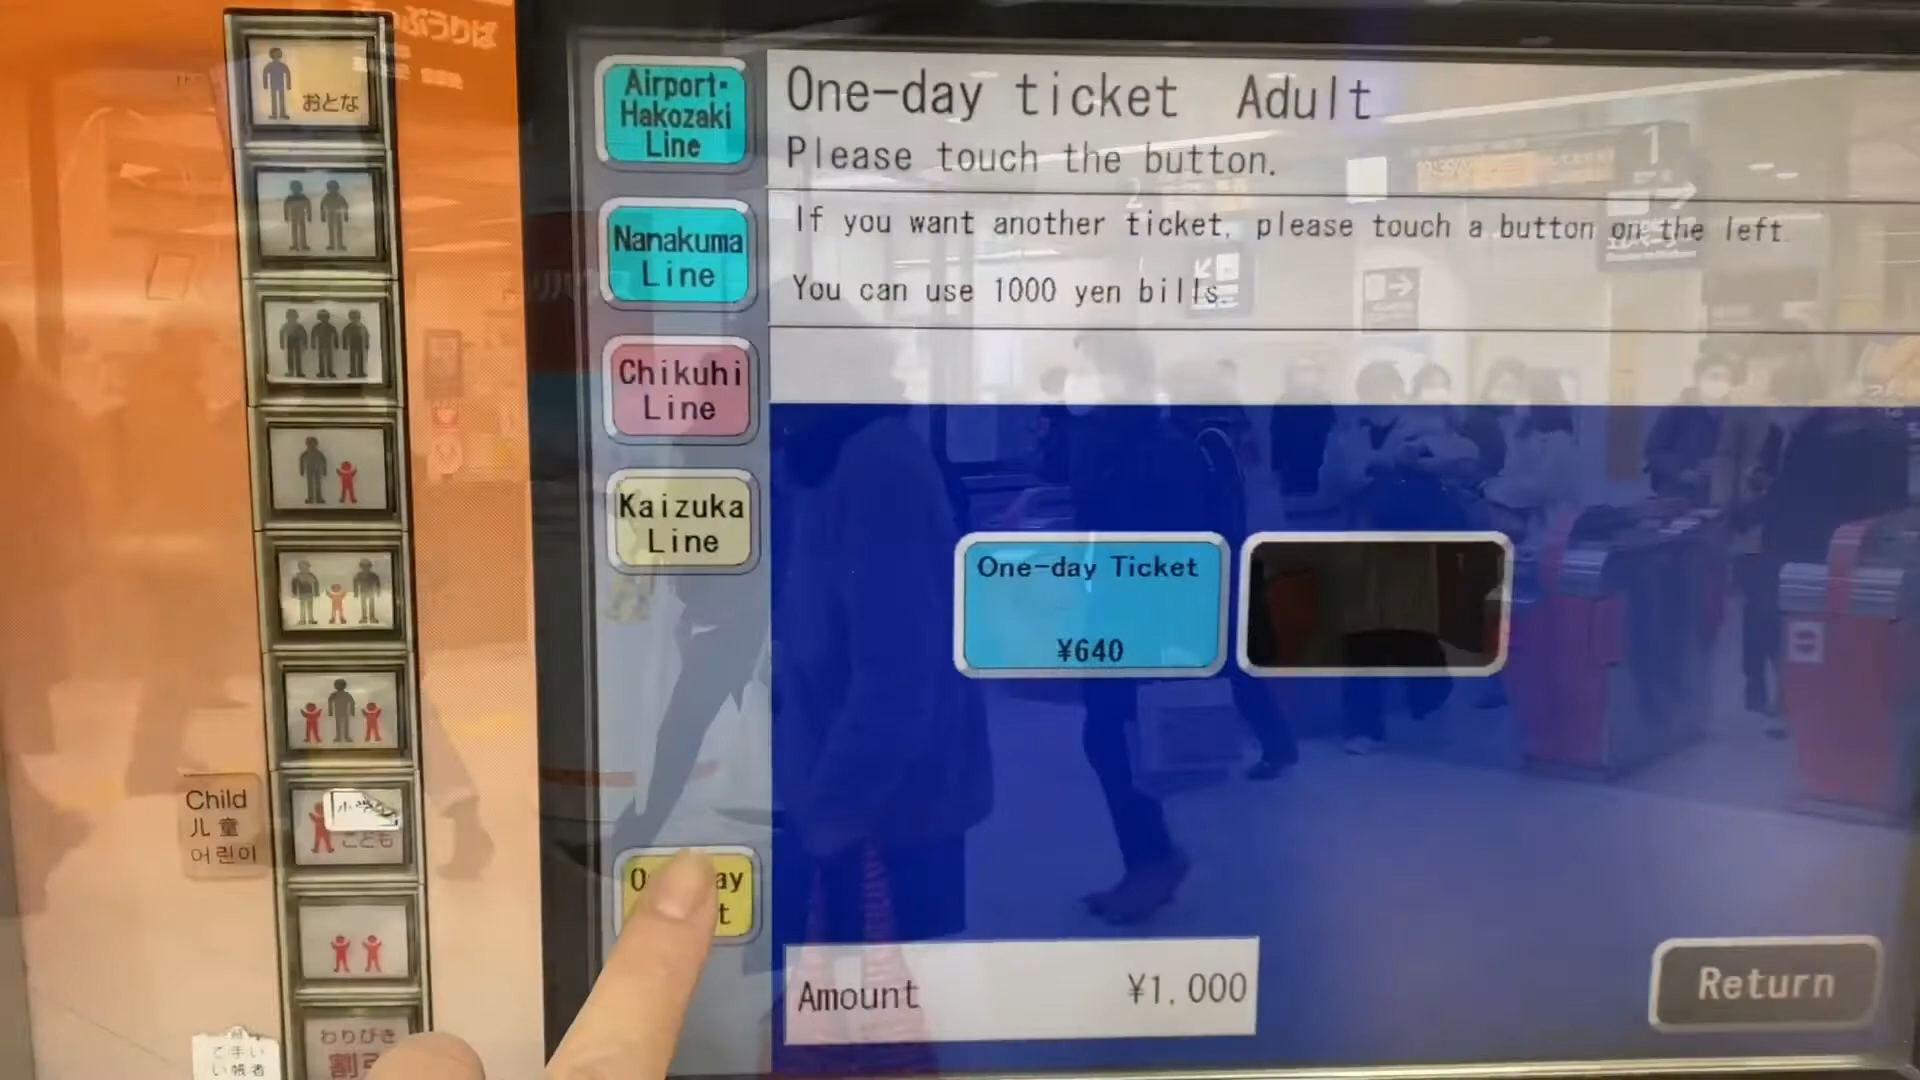 おとな
Child
儿童
어린이
こども
わりびき
Airport·
Hakozaki
Line
Nanakuma
Line
Chikuhi
Line
Kaizuka
Line
One-day ticket Adult
Please touch the button.
If you want another ticket, please touch a button on the left
You can use 1000 yen bills.
One-day Ticket
¥640
Amount ¥1,000
Return